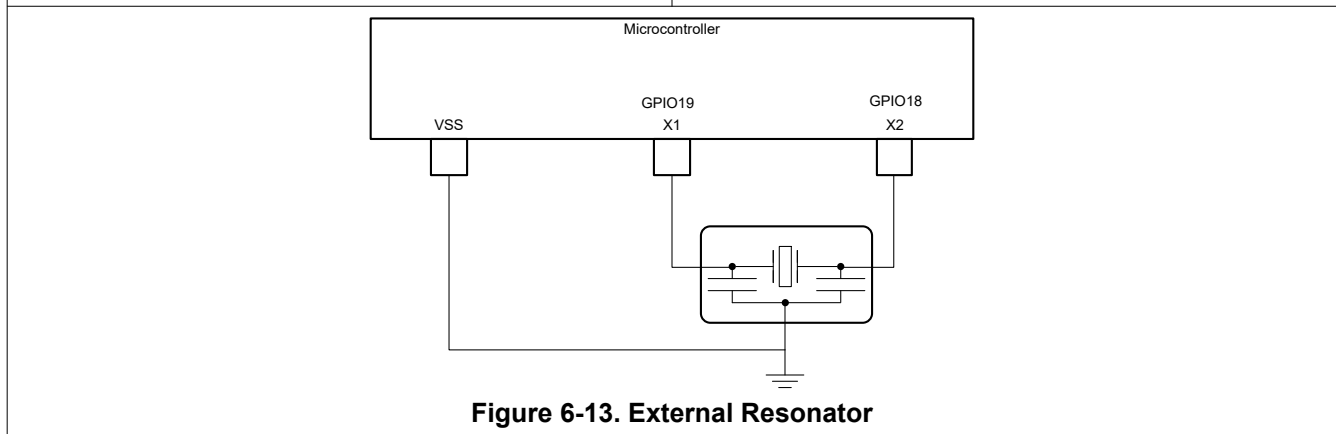 Microcontroller
GPIO19
GPIO18
VSS
X1
X2
Figure 6-13. External Resonator